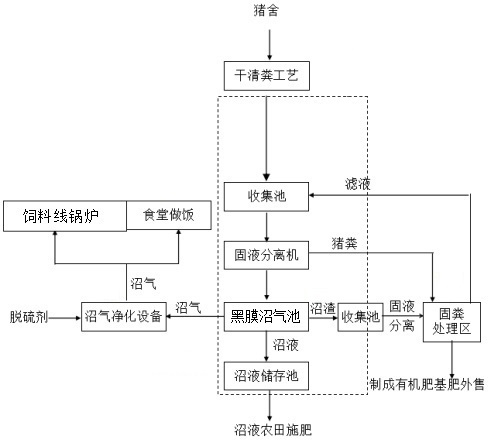 猪舍
干清粪工艺
收集池
滤液
饲料线锅炉
食堂做饭
固液分离机
猪粪
沼气
脱硫剂
沼气净化设备
沼气
黑膜沼气池
沼渣
收集池
固液
分离
固粪
处理区
沼液
沼液储存池
制成有机肥基肥外售
沼液农田施肥